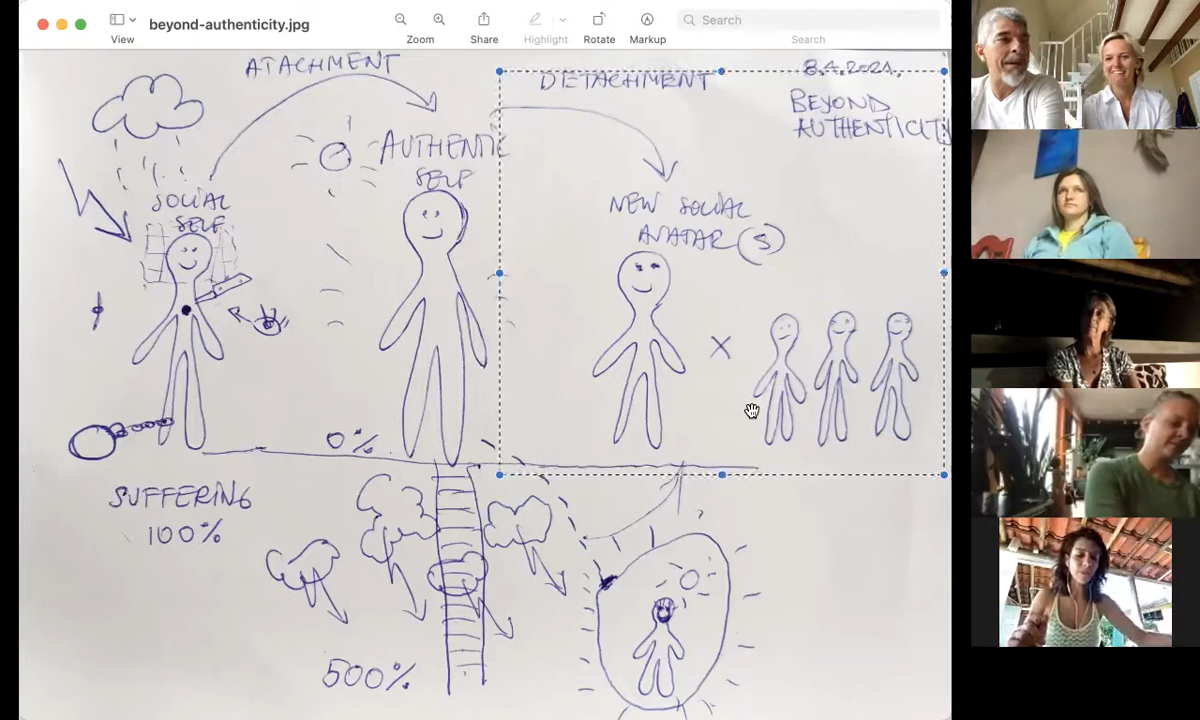 beyond-authenticity.jpg
View
Zoom
Share
Highlight
Rotate
Markup
Search
Search
ATACHMENT
DETACHMENT
8.4.2021.
BEYOND
AUTHENTICITY
AUTHENTIC
SELF
SOCIAL
SELF
NEW SOCIAL
AVATAR(S)
X
0%
SUFFERING
100%
500%